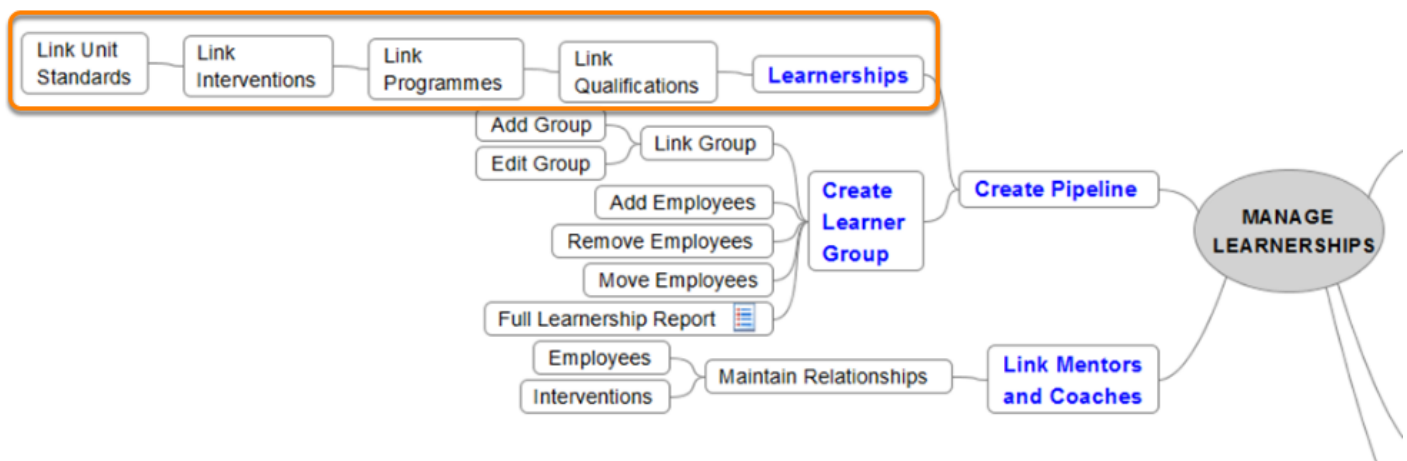 Link Unit
Standards
Link
Interventions
Link
Programmes
Link
Qualifications
Learnerships
Add Group
Edit Group
Link Group
Add Employees
Remove Employees
Move Employees
Full Learnership Report
Create
Learner
Group
Create Pipeline
MANAGE
LEARNERSHIPS
Employees
Interventions
Maintain Relationships
Link Mentors
and Coaches